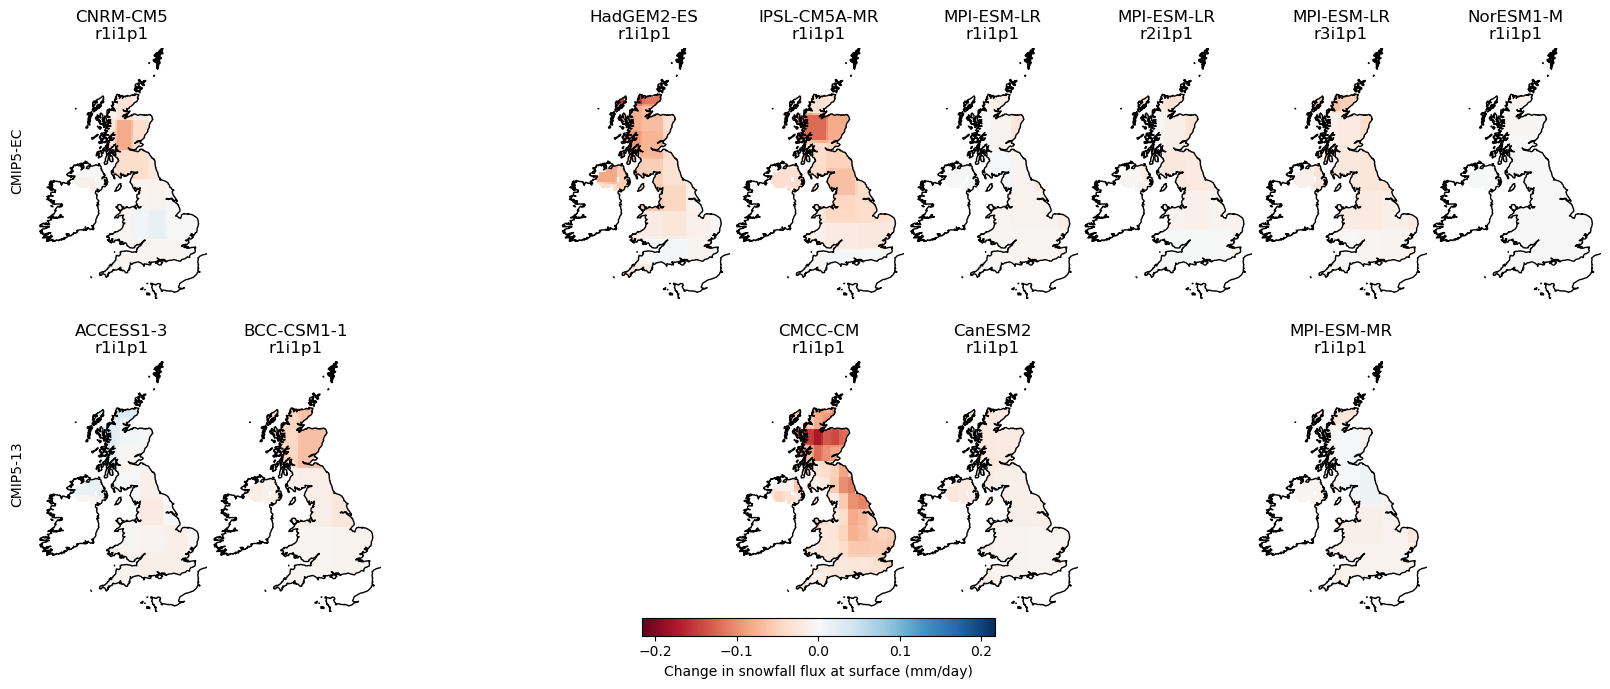 CNRM-CM5
r1i1p1
HadGEM2-ES
r1i1p1
IPSL-CM5A-MR
r1i1p1
MPI-ESM-LR
r1i1p1
MPI-ESM-LR
r2i1p1
MPI-ESM-LR
r3i1p1
NorESM1-M
r1i1p1
CMIP5-EC
ACCESS1-3
r1i1p1
BCC-CSM1-1
r1i1p1
CMCC-CM
r1i1p1
CanESM2
r1i1p1
MPI-ESM-MR
r1i1p1
CMIP5-13
−0.2 −0.1 0.0 0.1 0.2
Change in snowfall flux at surface (mm/day)